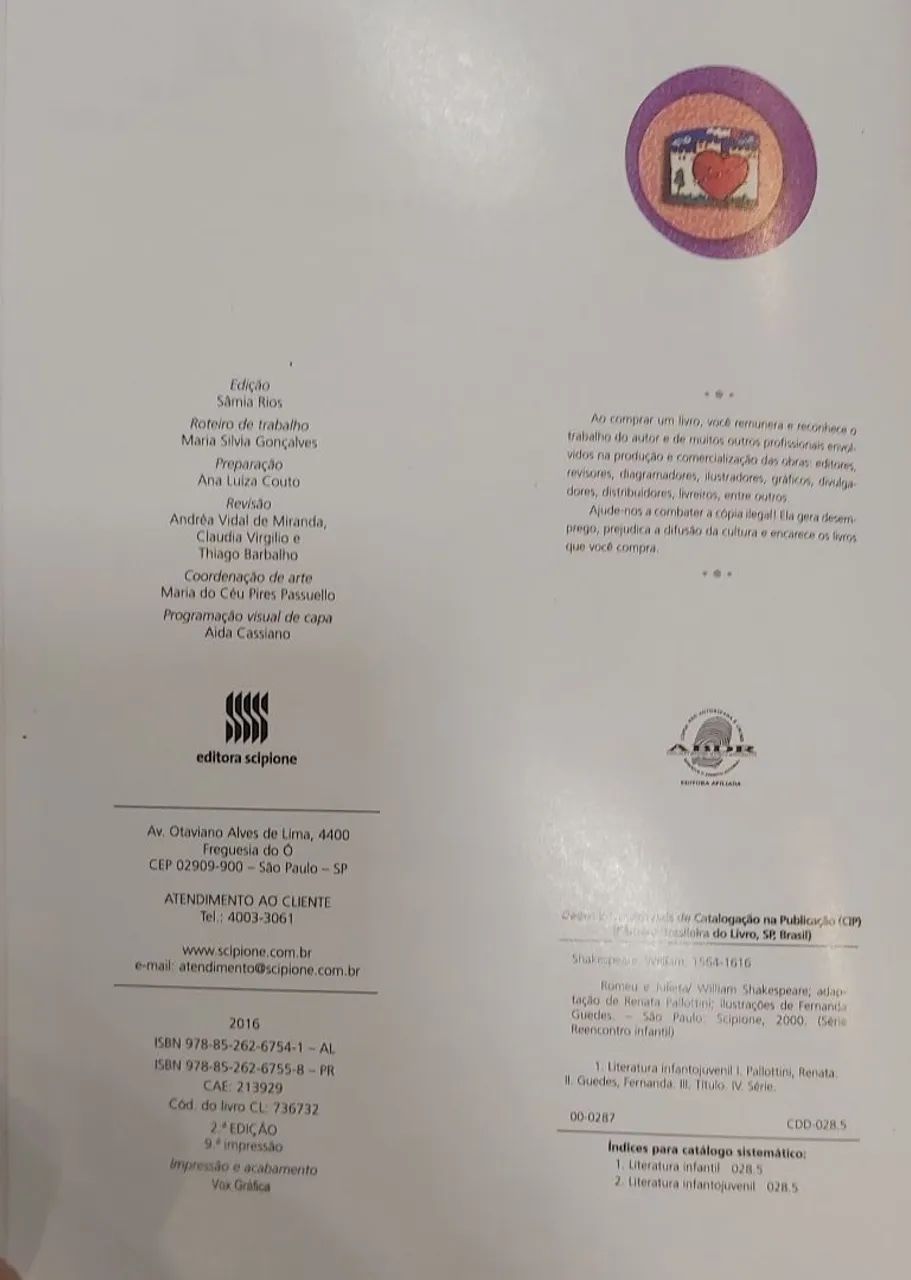 Edição
Sâmia Rios
Roteiro de trabalho
Maria Silvia Gonçalves
Preparação
Ana Luiza Couto
Revisão
Andréa Vidal de Miranda,
Claudia Virgilio e
Thiago Barbalho
Coordenação de arte
Maria do Céu Pires Passuello
Programação visual de capa
Aida Cassiano
editora scipione
Av. Otaviano Alves de Lima, 4400
Freguesia do Ó
CEP 02909-900 – São Paulo – SP
ATENDIMENTO AO CLIENTE
Tel.: 4003-3061
www.scipione.com.br
e-mail: atendimento@scipione.com.br
2016
ISBN 978-85-262-6754-1 – AL
ISBN 978-85-262-6755-8 – PR
CAE: 213929
Cód. do livro CL: 736732
2.ª EDIÇÃO
9.ª impressão
Impressão e acabamento
Vox Gráfica
Ao comprar um livro, você remunera e reconhece o
trabalho do autor e de muitos outros profissionais envol-
vidos na produção e comercialização das obras: editores,
revisores, diagramadores, ilustradores, gráficos, divulga-
dores, distribuidores, livreiros, entre outros.
Ajude-nos a combater a cópia ilegal! Ela gera desem-
prego, prejudica a difusão da cultura e encarece os livros
que você compra.
ABDR
EDITORA AFILIADA
de Catalogação na Publicação (CIP)
Brasileira do Livro, SP, Brasil)
Shakespeare, William, 1564-1616
Romeu e Julieta/ William Shakespeare; adap-
tação de Renata Pallottini; ilustrações de Fernanda
Guedes. – São Paulo: Scipione, 2000. (Série
Reencontro infantil)
1. Literatura infantojuvenil I. Pallottini, Renata.
II. Guedes, Fernanda. III. Título. IV. Série.
00-0287 CDD-028.5
Índices para catálogo sistemático:
1. Literatura infantil 028.5
2. Literatura infantojuvenil 028.5